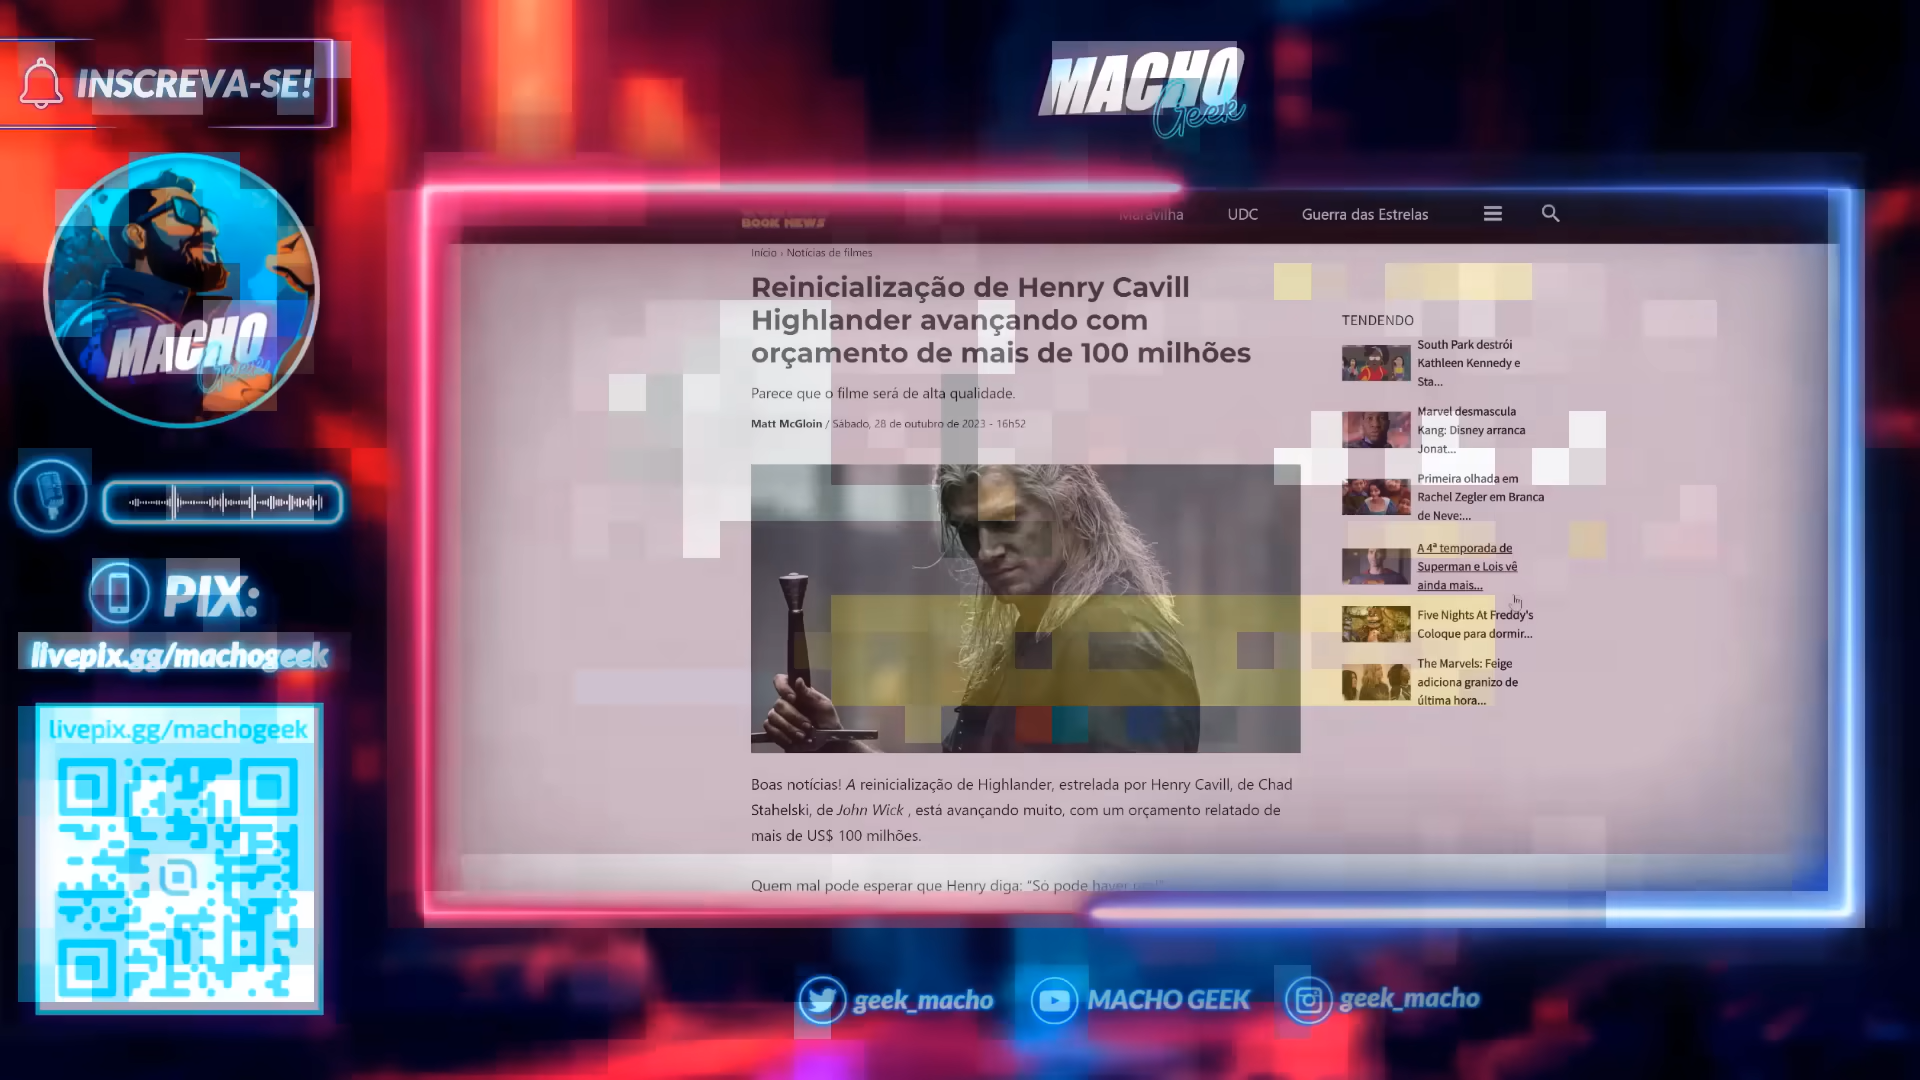 INSCREVA-SE!
MACHO
Geek
MACHO
Geek
PIX:
livepix.gg/machogeek
livepix.gg/machogeek
BOOK NEWS
Maravilha
UDC
Guerra das Estrelas
Início › Notícias de filmes
Reinicialização de Henry Cavill
Highlander avançando com
orçamento de mais de 100 milhões
Parece que o filme será de alta qualidade.
Matt McGloin / Sábado, 28 de outubro de 2023 - 16h52
Boas notícias! A reinicialização de Highlander, estrelada por Henry Cavill, de Chad
Stahelski, de John Wick , está avançando muito, com um orçamento relatado de
mais de US$ 100 milhões.
Quem mal pode esperar que Henry diga: “Só pode haver um!”
TENDENDO
South Park destrói
Kathleen Kennedy e
Sta...
Marvel desmascula
Kang: Disney arranca
Jonat...
Primeira olhada em
Rachel Zegler em Branca
de Neve:...
A 4ª temporada de
Superman e Lois vê
ainda mais...
Five Nights At Freddy's
Coloque para dormir...
The Marvels: Feige
adiciona granizo de
última hora...
geek_macho
MACHO GEEK
geek_macho